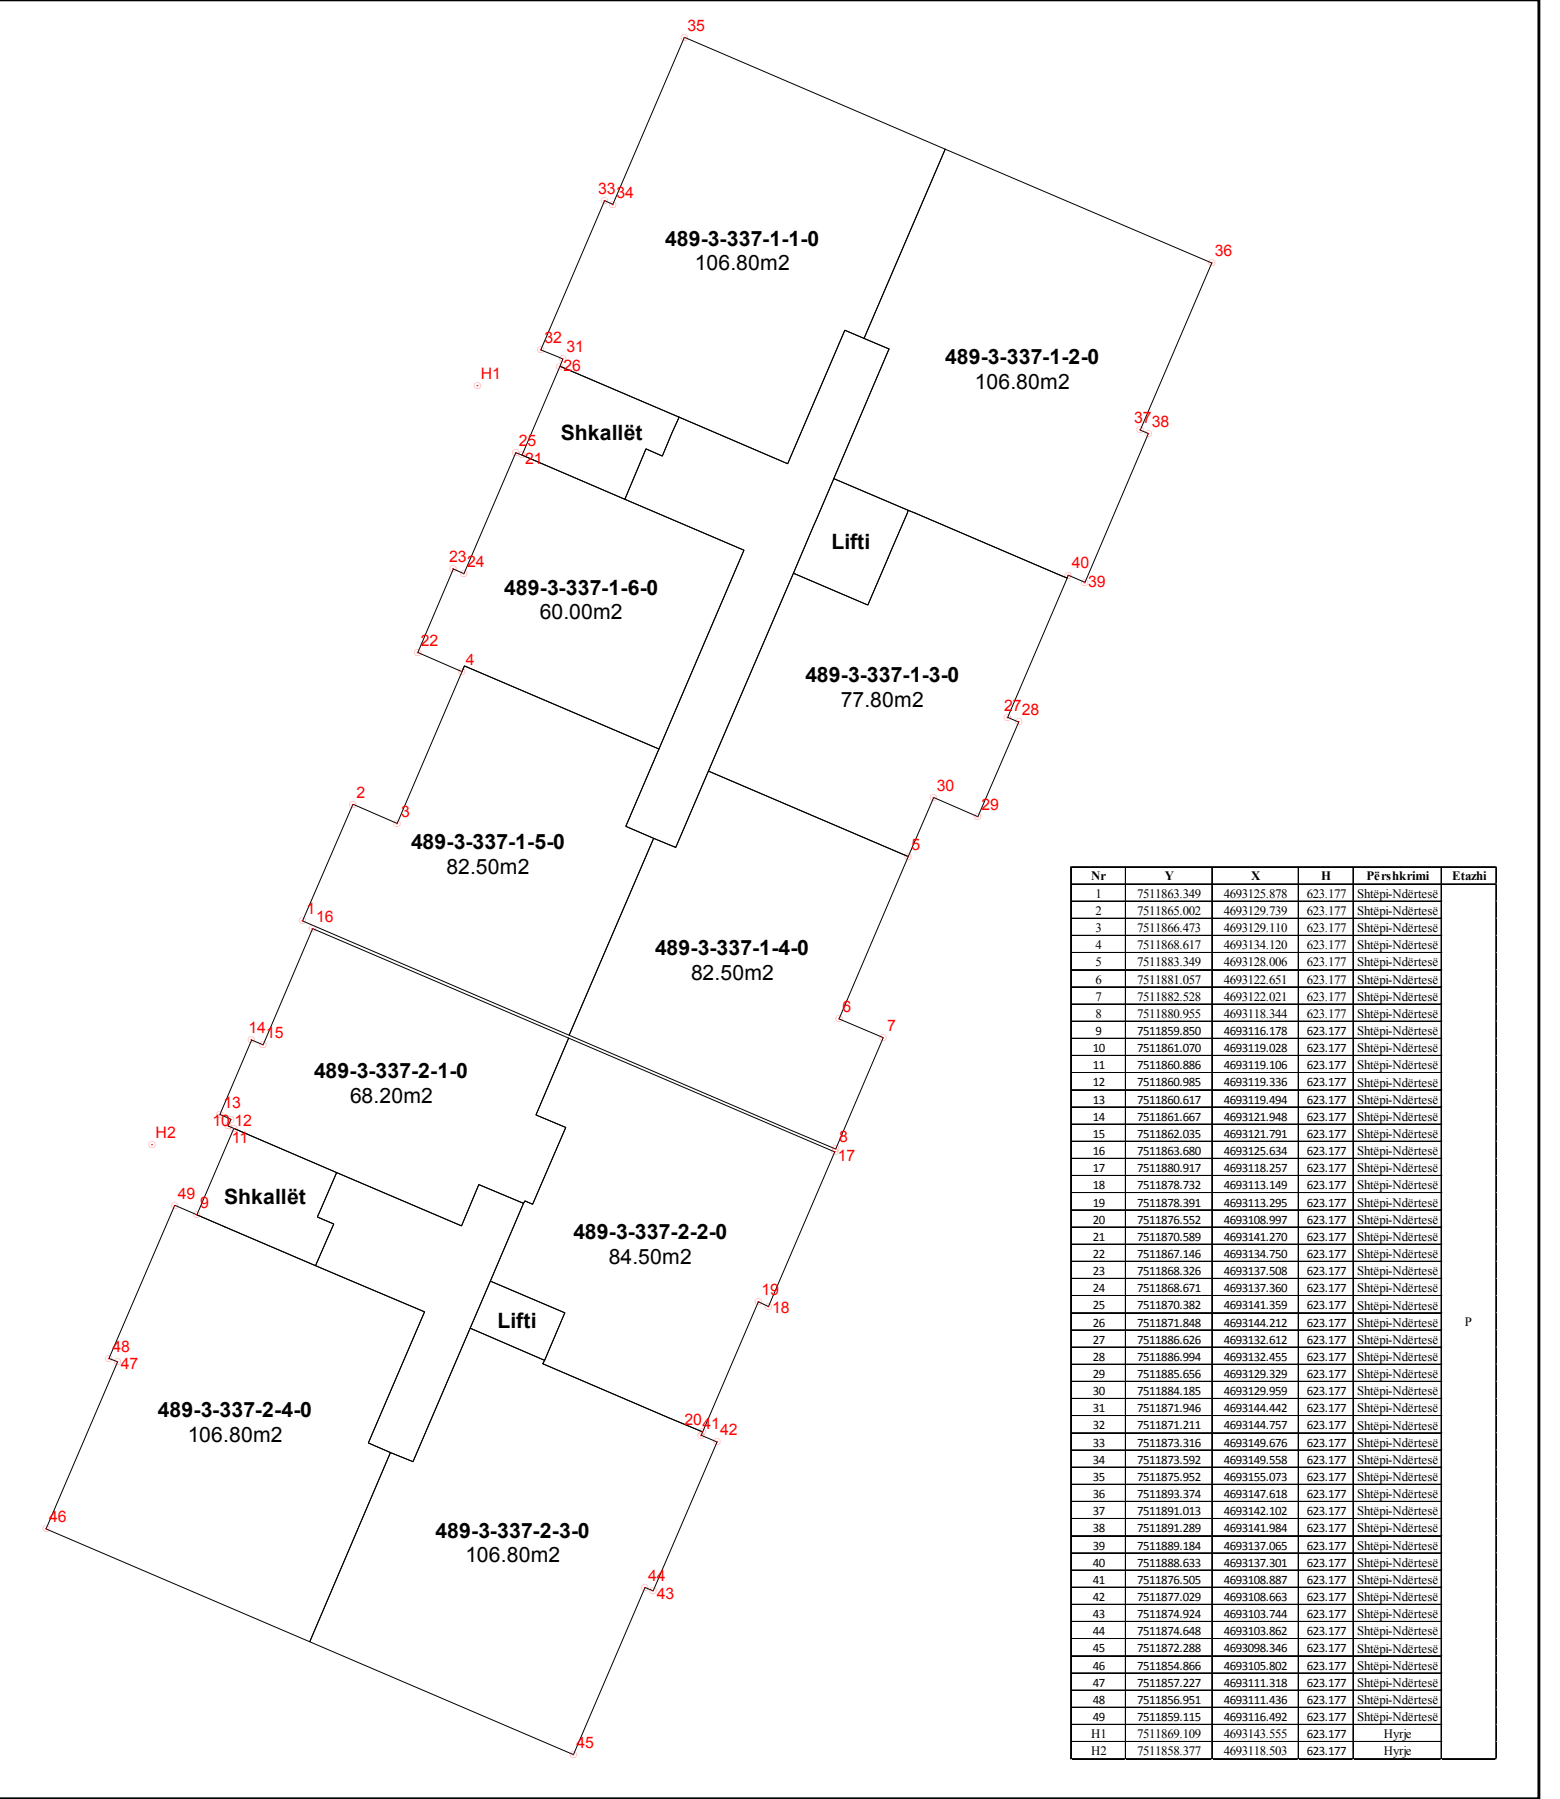 35
33 34
489-3-337-1-1-0
106.80m2
36
32
31
26
H1
489-3-337-1-2-0
106.80m2
37 38
Shkallët
25
21
Lifti
23
24
40
39
489-3-337-1-6-0
60.00m2
22
4
489-3-337-1-3-0
77.80m2
27 28
2
3
30
29
489-3-337-1-5-0
82.50m2
5
1 16
489-3-337-1-4-0
82.50m2
6
7
14
15
489-3-337-2-1-0
68.20m2
13
10 12
11
H2
8
17
Shkallët
49
9
489-3-337-2-2-0
84.50m2
19
18
Lifti
48
47
489-3-337-2-4-0
106.80m2
20 41 42
46
489-3-337-2-3-0
106.80m2
44
43
45
Nr Y X H Përshkrimi Etazhi
1 7511863.349 4693125.878 623.177 Shtëpi-Ndërtesë
2 7511865.002 4693129.739 623.177 Shtëpi-Ndërtesë
3 7511866.473 4693129.110 623.177 Shtëpi-Ndërtesë
4 7511868.617 4693134.120 623.177 Shtëpi-Ndërtesë
5 7511883.349 4693128.006 623.177 Shtëpi-Ndërtesë
6 7511881.057 4693122.651 623.177 Shtëpi-Ndërtesë
7 7511882.528 4693122.021 623.177 Shtëpi-Ndërtesë
8 7511880.955 4693118.344 623.177 Shtëpi-Ndërtesë
9 7511859.850 4693116.178 623.177 Shtëpi-Ndërtesë
10 7511861.070 4693119.028 623.177 Shtëpi-Ndërtesë
11 7511860.886 4693119.106 623.177 Shtëpi-Ndërtesë
12 7511860.985 4693119.336 623.177 Shtëpi-Ndërtesë
13 7511860.617 4693119.494 623.177 Shtëpi-Ndërtesë
14 7511861.667 4693121.948 623.177 Shtëpi-Ndërtesë
15 7511862.035 4693121.791 623.177 Shtëpi-Ndërtesë
16 7511863.680 4693125.634 623.177 Shtëpi-Ndërtesë
17 7511880.917 4693118.257 623.177 Shtëpi-Ndërtesë
18 7511878.732 4693113.149 623.177 Shtëpi-Ndërtesë
19 7511878.391 4693113.295 623.177 Shtëpi-Ndërtesë
20 7511876.552 4693108.997 623.177 Shtëpi-Ndërtesë
21 7511870.589 4693141.270 623.177 Shtëpi-Ndërtesë
22 7511867.146 4693134.750 623.177 Shtëpi-Ndërtesë
23 7511868.326 4693137.508 623.177 Shtëpi-Ndërtesë
24 7511868.671 4693137.360 623.177 Shtëpi-Ndërtesë
25 7511870.382 4693141.359 623.177 Shtëpi-Ndërtesë
26 7511871.848 4693144.212 623.177 Shtëpi-Ndërtesë P
27 7511886.626 4693132.612 623.177 Shtëpi-Ndërtesë
28 7511886.994 4693132.455 623.177 Shtëpi-Ndërtesë
29 7511885.656 4693129.329 623.177 Shtëpi-Ndërtesë
30 7511884.185 4693129.959 623.177 Shtëpi-Ndërtesë
31 7511871.946 4693144.442 623.177 Shtëpi-Ndërtesë
32 7511871.211 4693144.757 623.177 Shtëpi-Ndërtesë
33 7511873.316 4693149.676 623.177 Shtëpi-Ndërtesë
34 7511873.592 4693149.558 623.177 Shtëpi-Ndërtesë
35 7511875.952 4693155.073 623.177 Shtëpi-Ndërtesë
36 7511893.374 4693147.618 623.177 Shtëpi-Ndërtesë
37 7511891.013 4693142.102 623.177 Shtëpi-Ndërtesë
38 7511891.289 4693141.984 623.177 Shtëpi-Ndërtesë
39 7511889.184 4693137.065 623.177 Shtëpi-Ndërtesë
40 7511888.633 4693137.301 623.177 Shtëpi-Ndërtesë
41 7511876.505 4693108.887 623.177 Shtëpi-Ndërtesë
42 7511877.029 4693108.663 623.177 Shtëpi-Ndërtesë
43 7511874.924 4693103.744 623.177 Shtëpi-Ndërtesë
44 7511874.648 4693103.862 623.177 Shtëpi-Ndërtesë
45 7511872.288 4693098.346 623.177 Shtëpi-Ndërtesë
46 7511854.866 4693105.802 623.177 Shtëpi-Ndërtesë
47 7511857.227 4693111.318 623.177 Shtëpi-Ndërtesë
48 7511856.951 4693111.436 623.177 Shtëpi-Ndërtesë
49 7511859.115 4693116.492 623.177 Shtëpi-Ndërtesë
H1 7511869.109 4693143.555 623.177 Hyrje
H2 7511858.377 4693118.503 623.177 Hyrje